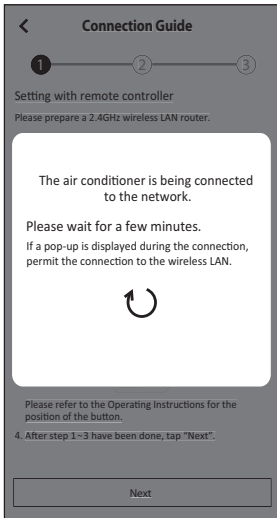 Connection Guide
1 2 3
Setting with remote controller
Please prepare a 2.4GHz wireless LAN router.
The air conditioner is being connected
to the network.
Please wait for a few minutes.
If a pop-up is displayed during the connection,
permit the connection to the wireless LAN.
Please refer to the Operating Instructions for the
position of the button.
4. After step 1~3 have been done, tap "Next".
Next